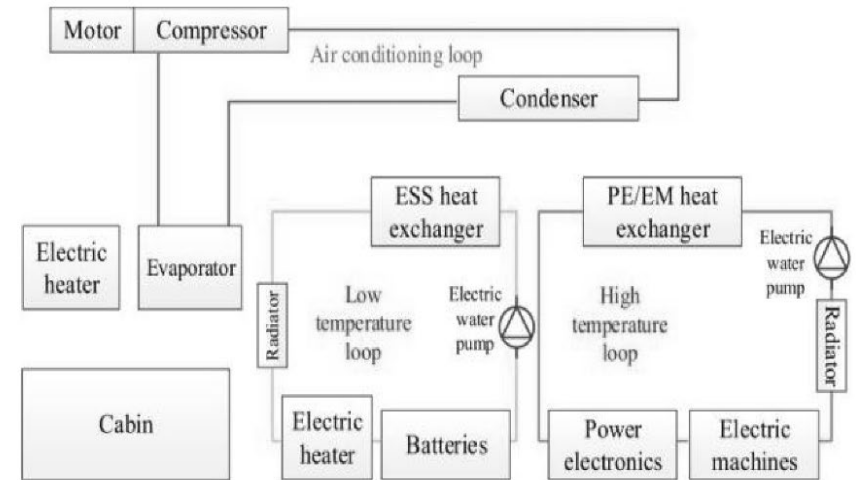 Motor
Compressor
Air conditioning loop
Condenser
ESS heat
exchanger
PE/EM heat
exchanger
Electric
heater
Evaporator
Electric
water
pump
Radiator
Low
temperature
loop
Electric
water
pump
High
temperature
loop
Radiator
Cabin
Electric
heater
Batteries
Power
electronics
Electric
machines